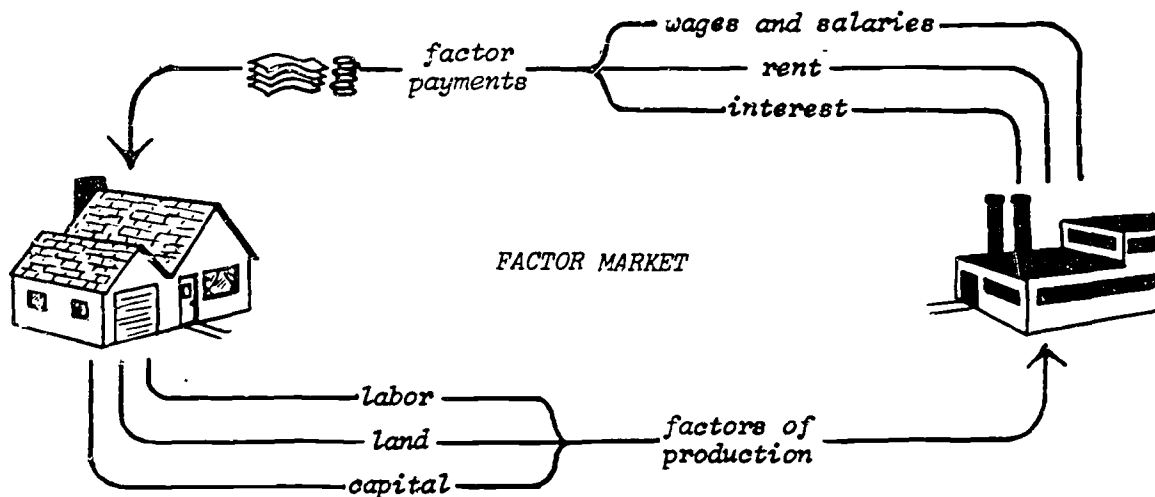 wages and salaries
factor
payments
rent
interest
FACTOR MARKET
labor
land
capital
factors of
production